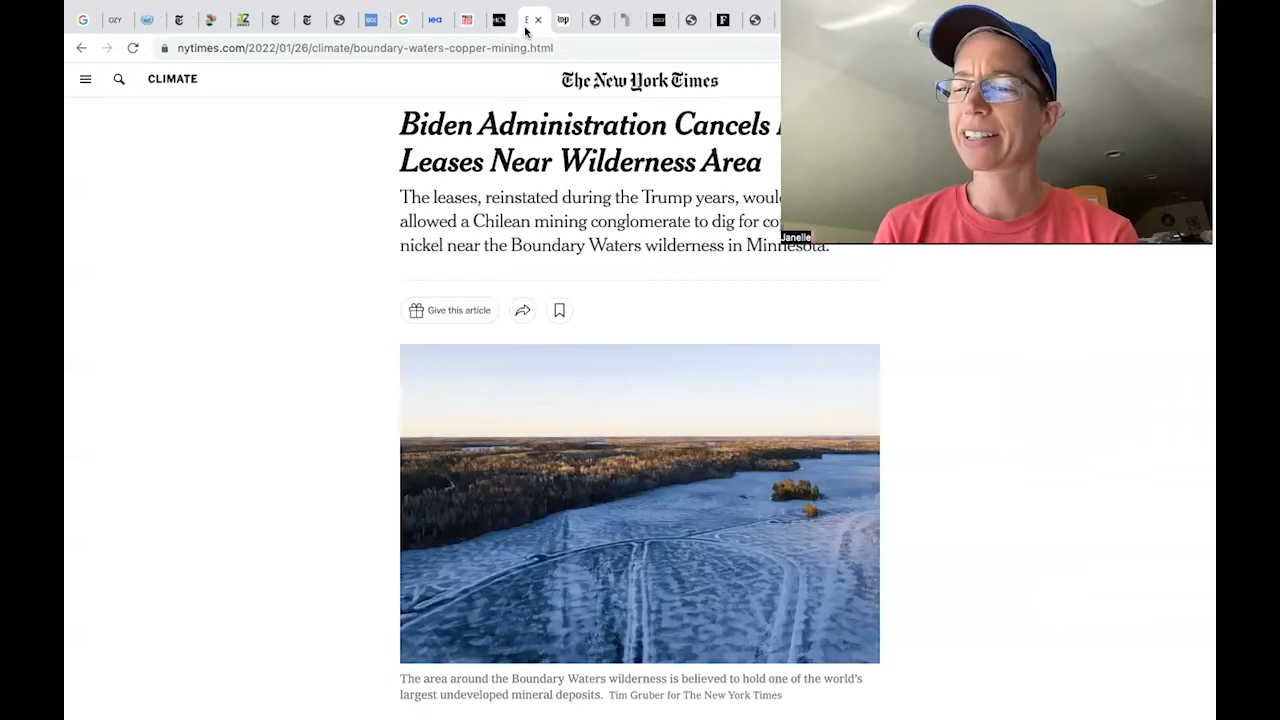 nytimes.com/2022/01/26/climate/boundary-waters-copper-mining.html
CLIMATE
The New York Times
Biden Administration Cancels
Leases Near Wilderness Area
The leases, reinstated during the Trump years,
allowed a Chilean mining conglomerate to dig for
nickel near the Boundary Waters wilderness in Minnesota.
Janelle
Give this article
The area around the Boundary Waters wilderness is believed to hold one of the world's
largest undeveloped mineral deposits. Tim Gruber for The New York Times